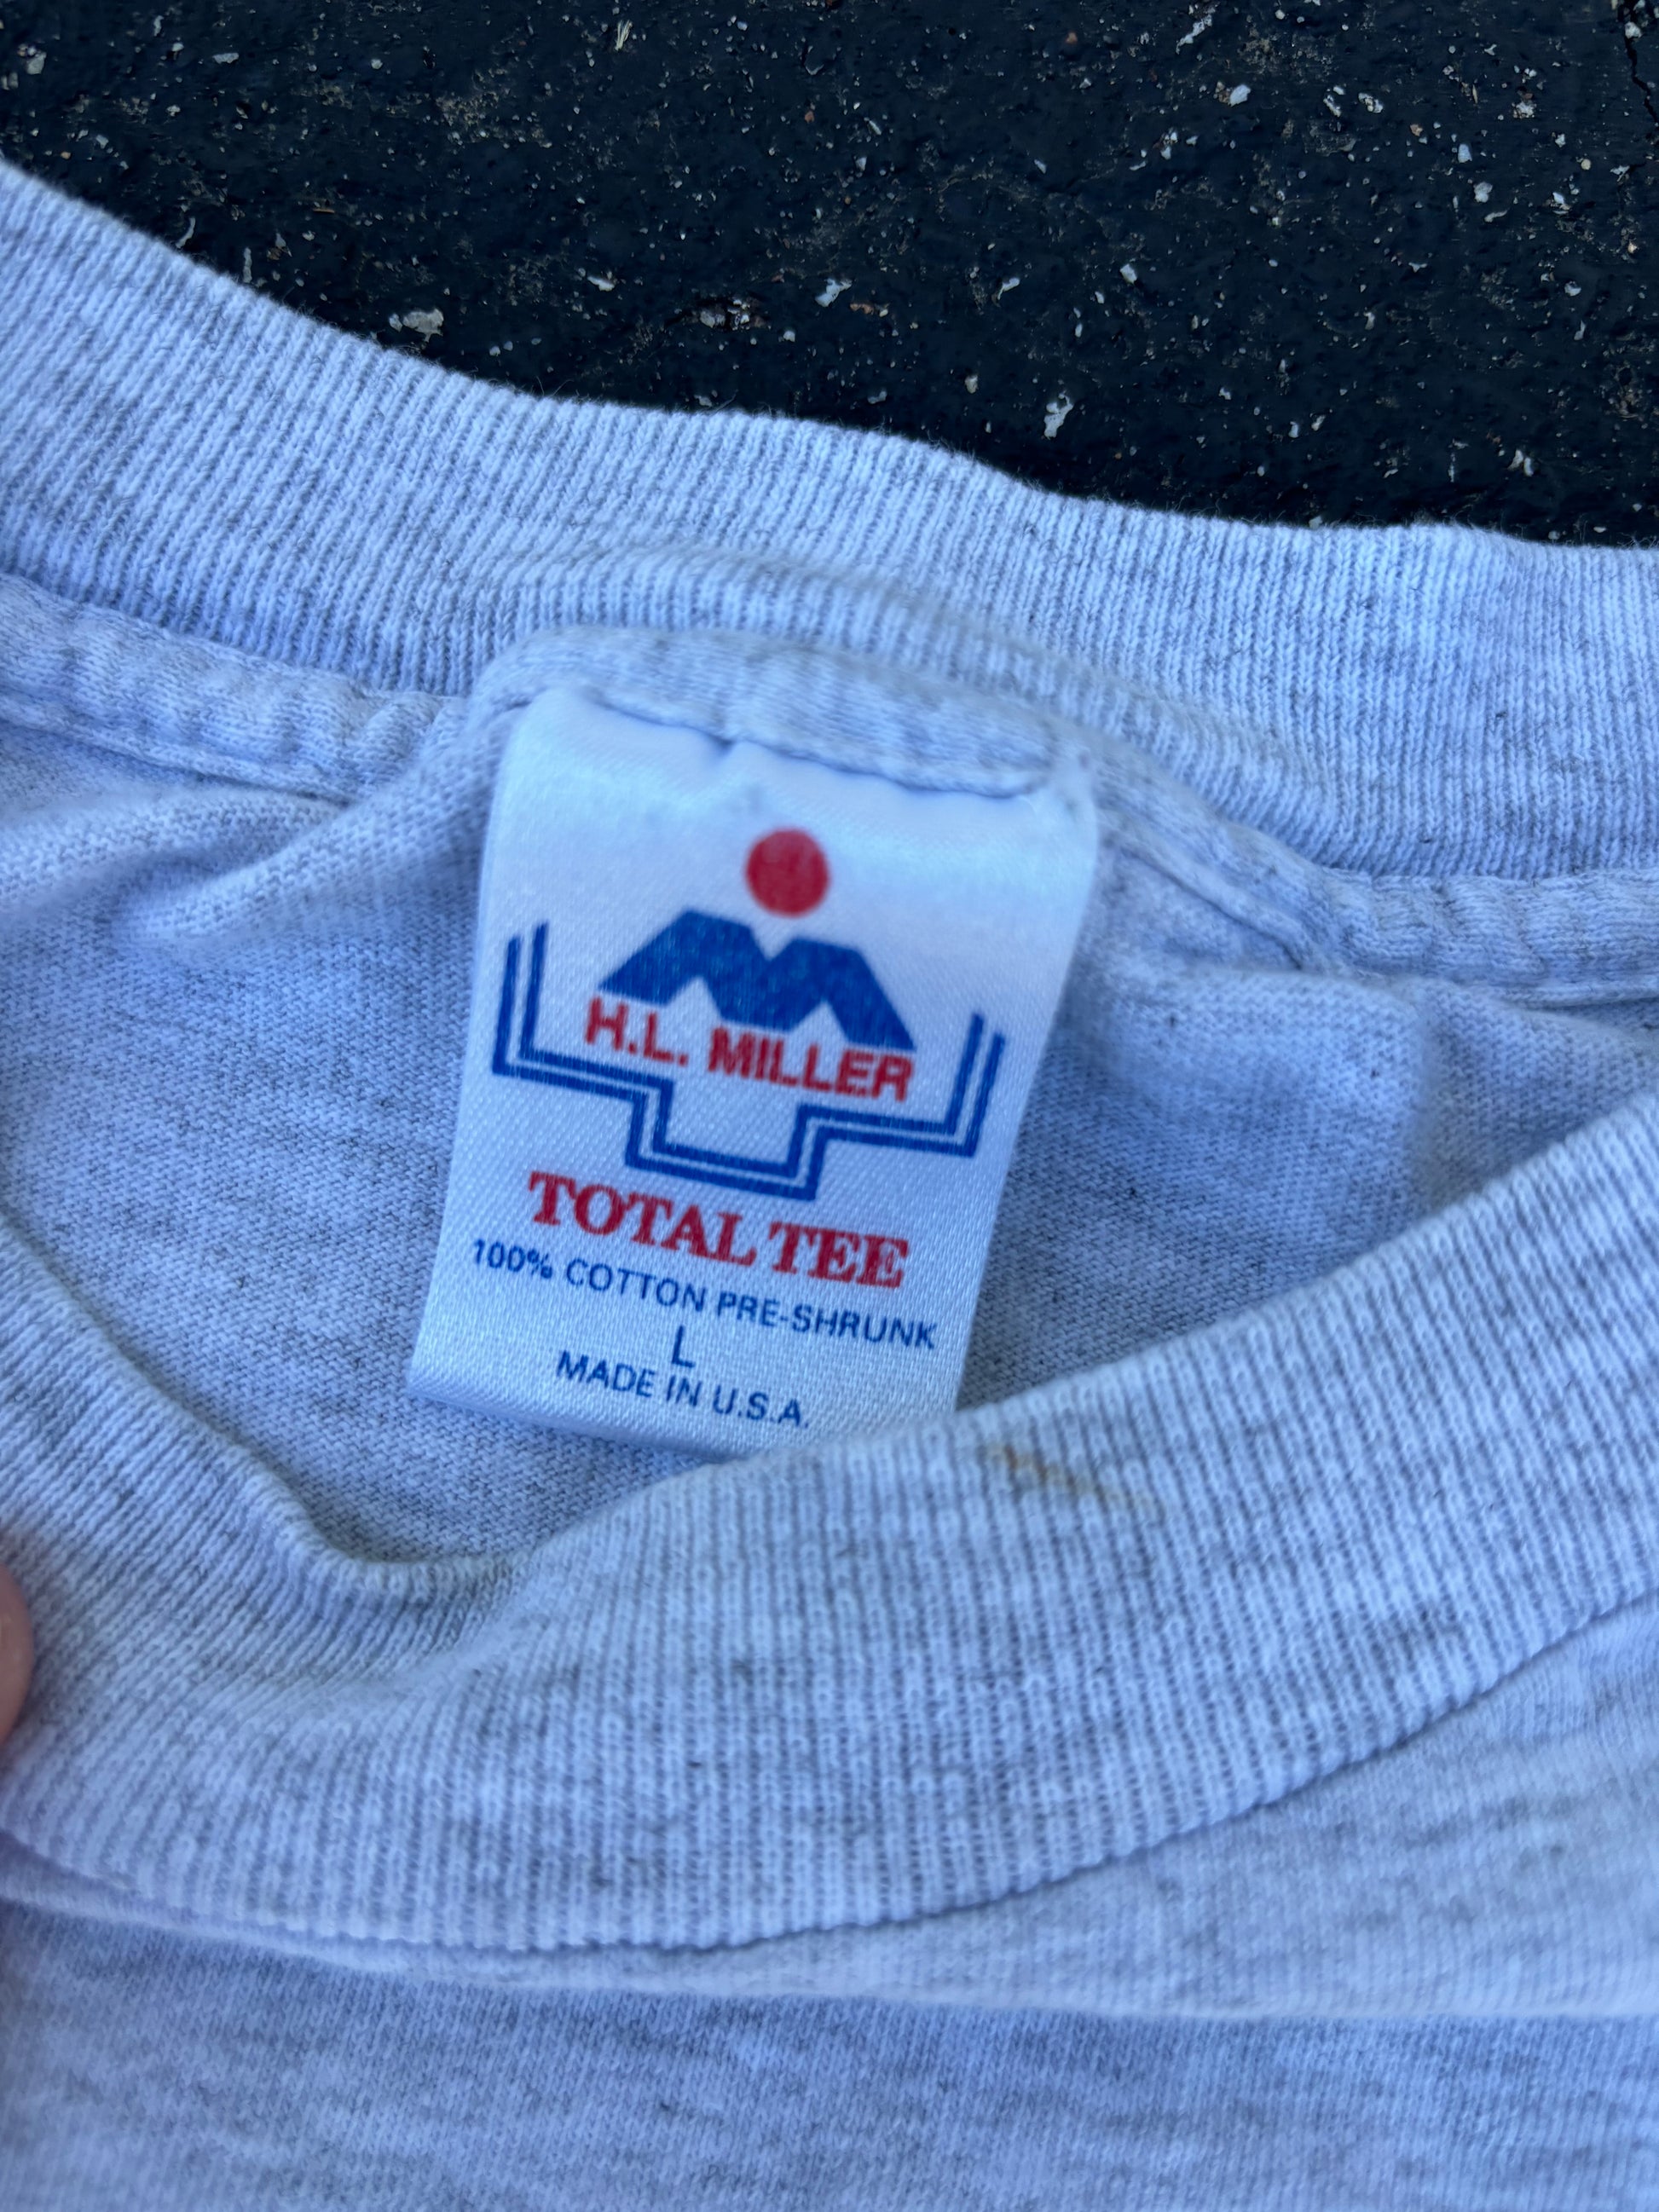 H.L. MILLER
TOTAL TEE
100% COTTON PRE-SHRUNK
L
MADE IN U.S.A.